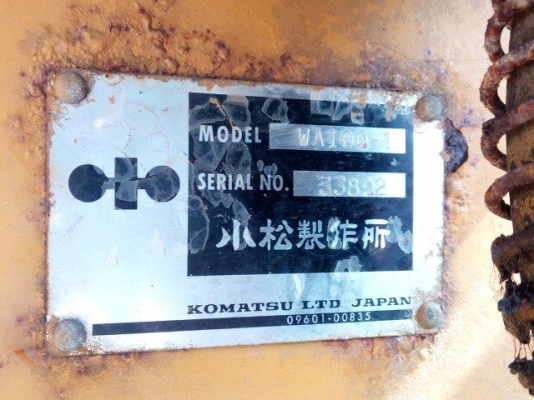 MODEL WA100-1
SERIAL NO.
小松製作所
KOMATSU LTD JAPAN
09601-00835